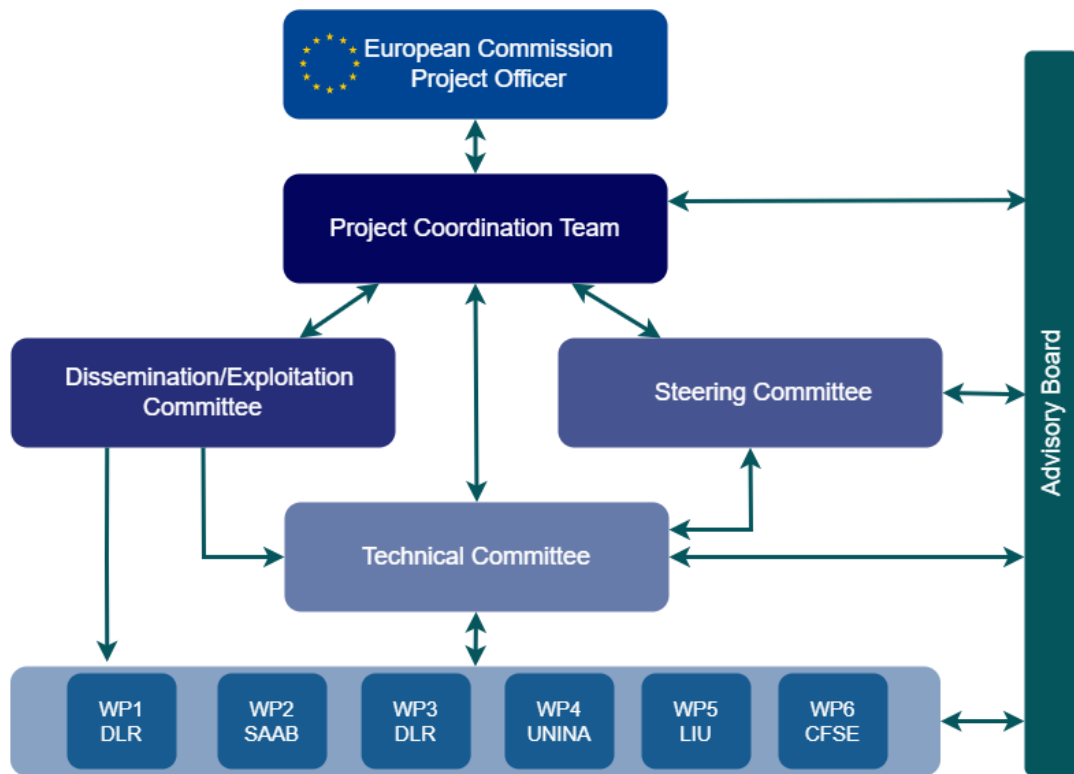 European Commission
Project Officer
Project Coordination Team
Dissemination/Exploitation
Committee
Steering Committee
Advisory Board
Technical Committee
WP1
DLR
WP2
SAAB
WP3
DLR
WP4
UNINA
WP5
LIU
WP6
CFSE